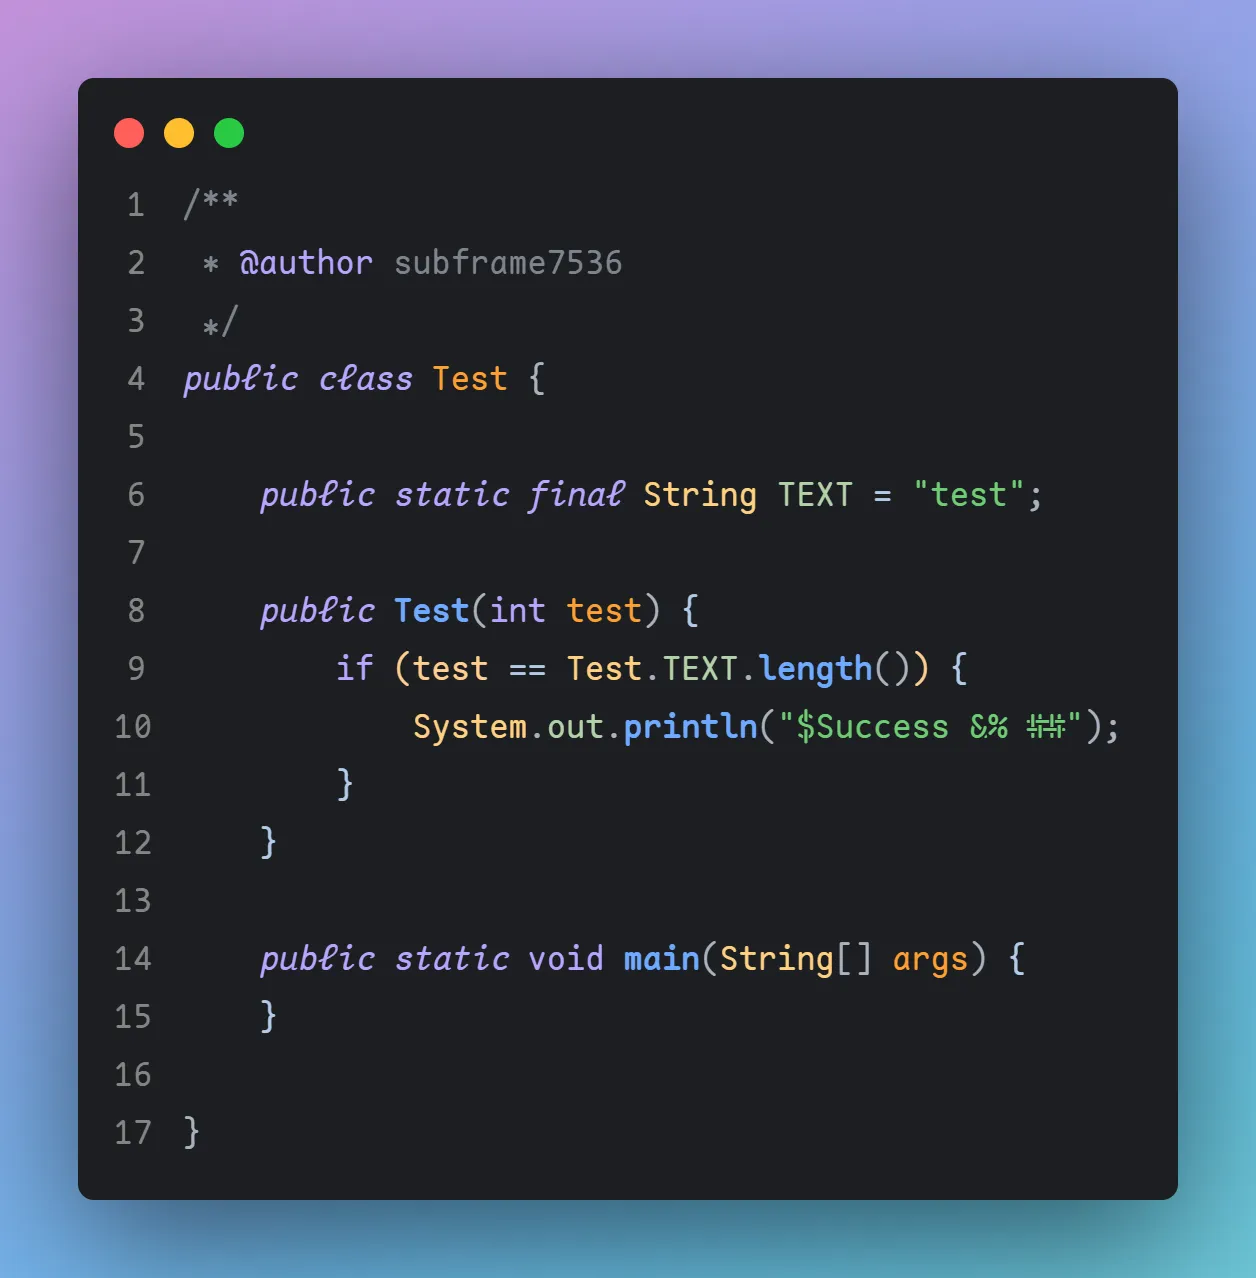 1 /**
2  * @author subframe7536
3  */
4 public class Test {
5
6     public static final String TEXT = "test";
7
8     public Test(int test) {
9         if (test == Test.TEXT.length()) {
10             System.out.println("$Success &% ##");
11         }
12     }
13
14     public static void main(String[] args) {
15     }
16
17 }